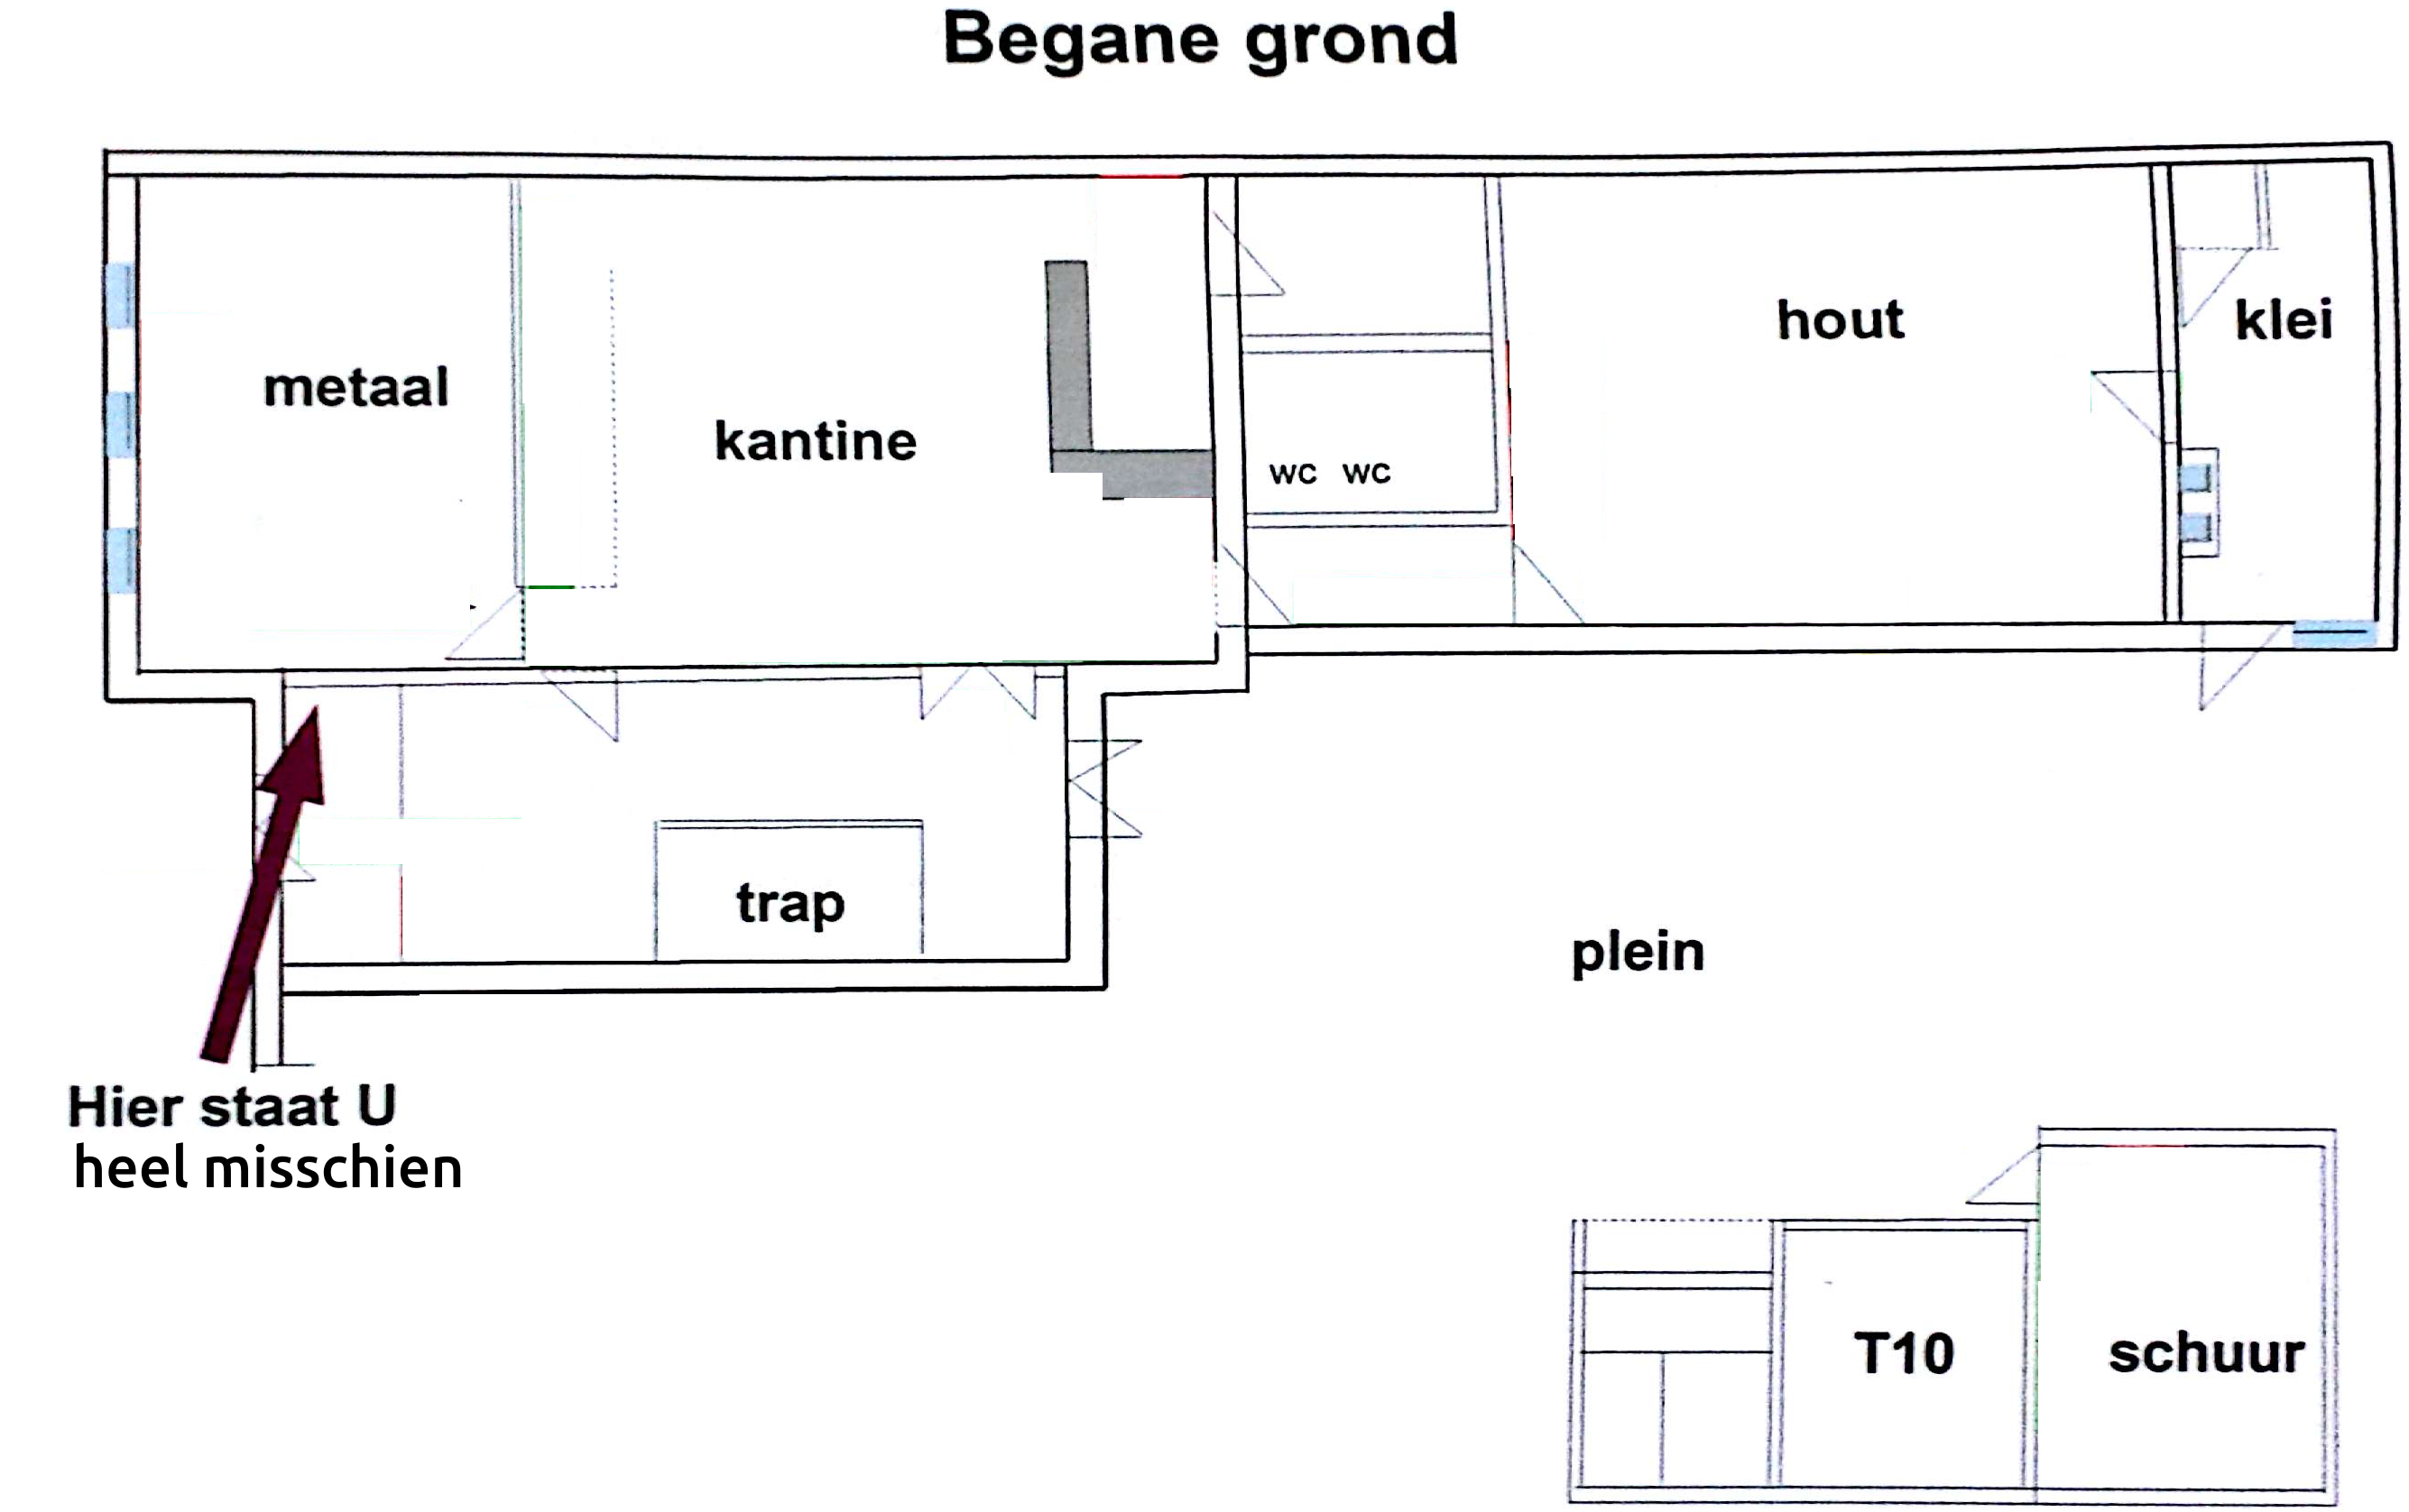 Begane grond
metaal
kantine
wc wc
hout
klei
trap
plein
Hier staat U
heel misschien
T10
schuur